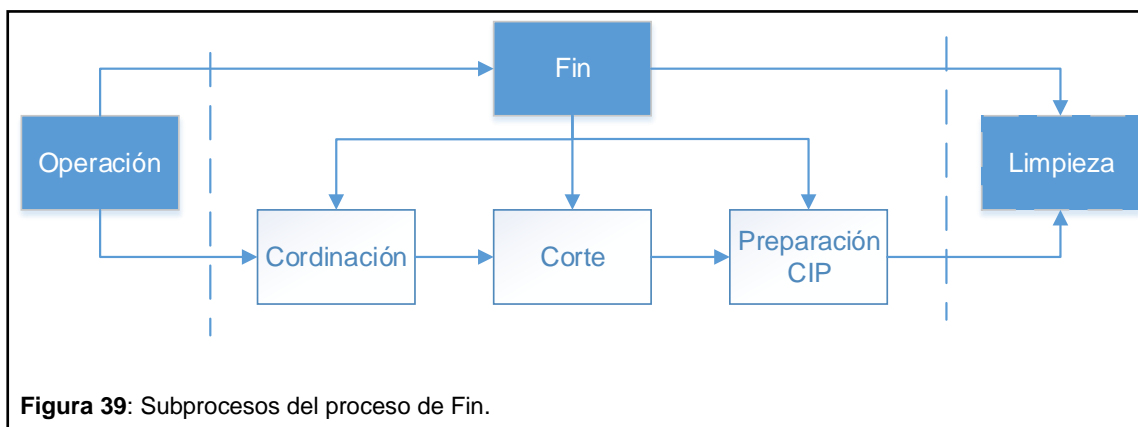 Fin
Operación
Limpieza
Cordinación
Corte
Preparación
CIP
Figura 39: Subprocesos del proceso de Fin.